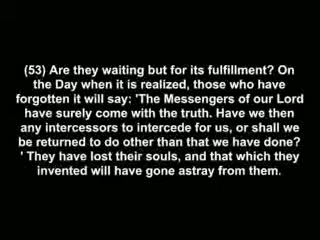 (53) Are they waiting but for its fulfillment? On
the Day when it is realized, those who have
forgotten it will say: 'The Messengers of our Lord
have surely come with the truth. Have we then
any intercessors to intercede for us, or shall we
be returned to do other than that we have done?
' They have lost their souls, and that which they
invented will have gone astray from them.